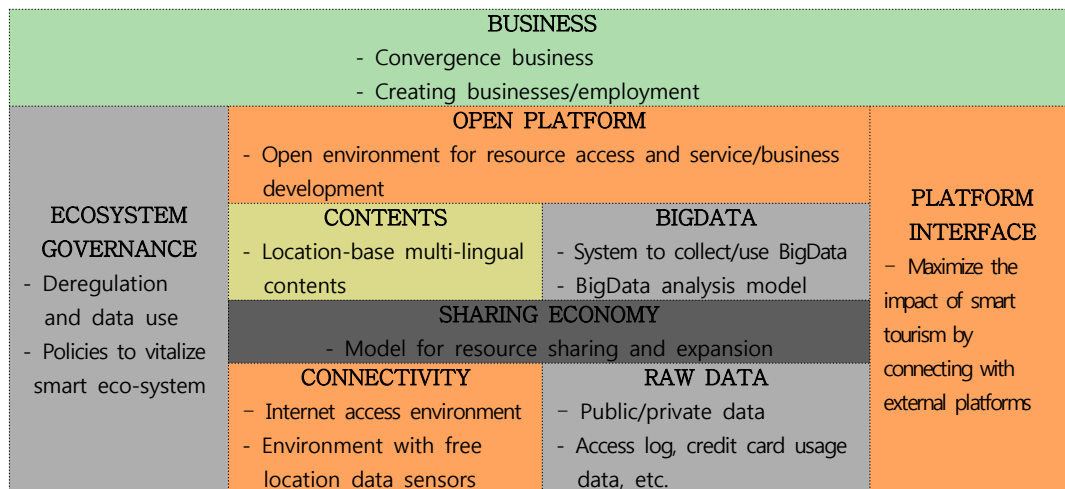 BUSINESS
- Convergence business
- Creating businesses/employment
ECOSYSTEM
GOVERNANCE
- Deregulation
and data use
- Policies to vitalize
smart eco-system
OPEN PLATFORM
- Open environment for resource access and service/business
development
CONTENTS
- Location-base multi-lingual
contents
BIGDATA
- System to collect/use BigData
- BigData analysis model
SHARING ECONOMY
- Model for resource sharing and expansion
CONNECTIVITY
- Internet access environment
- Environment with free
location data sensors
RAW DATA
- Public/private data
- Access log, credit card usage
data, etc.
PLATFORM
INTERFACE
- Maximize the
impact of smart
tourism by
connecting with
external platforms